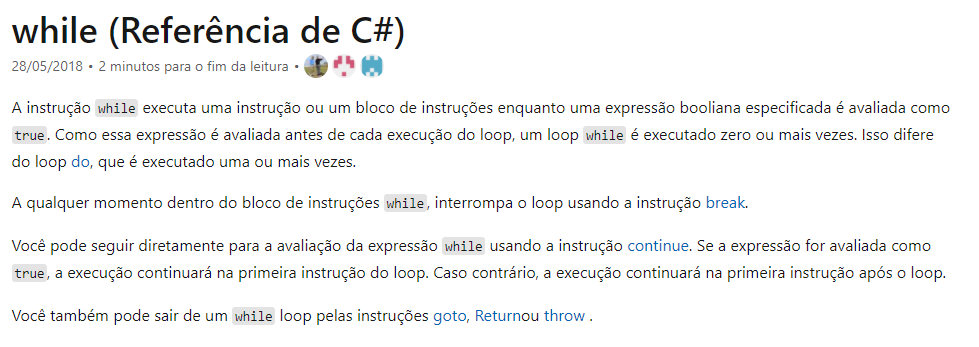 while (Referência de C#)
28/05/2018 • 2 minutos para o fim da leitura •
A instrução while executa uma instrução ou um bloco de instruções enquanto uma expressão booliana especificada é avaliada como
true. Como essa expressão é avaliada antes de cada execução do loop, um loop while é executado zero ou mais vezes. Isso difere
do loop do, que é executado uma ou mais vezes.
A qualquer momento dentro do bloco de instruções while, interrompa o loop usando a instrução break.
Você pode seguir diretamente para a avaliação da expressão while usando a instrução continue. Se a expressão for avaliada como
true, a execução continuará na primeira instrução do loop. Caso contrário, a execução continuará na primeira instrução após o loop.
Você também pode sair de um while loop pelas instruções goto, Returnou throw .